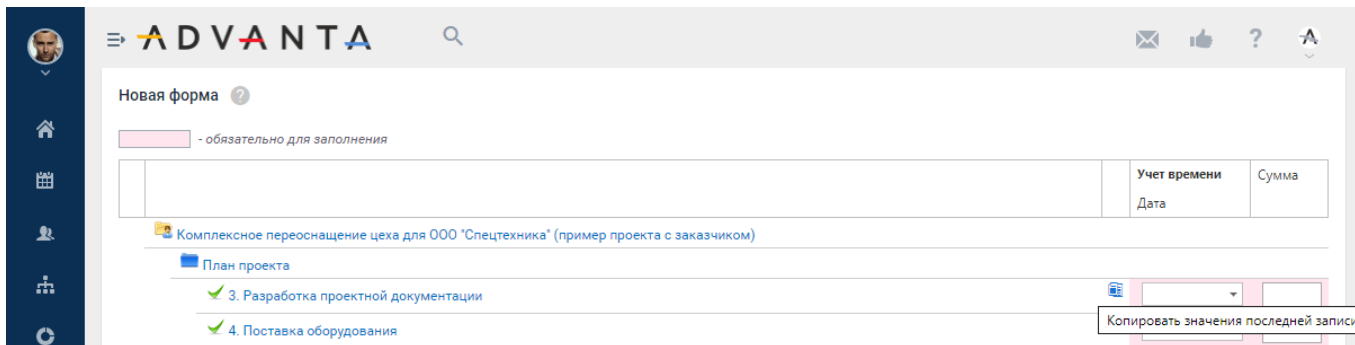 ADVANTA
Новая форма ?
- обязательно для заполнения
Учет времени
Сумма
Дата
Комплексное переоснащение цеха для ООО "Спецтехника" (пример проекта с заказчиком)
План проекта
3. Разработка проектной документации
Копировать значения последней записи
4. Поставка оборудования